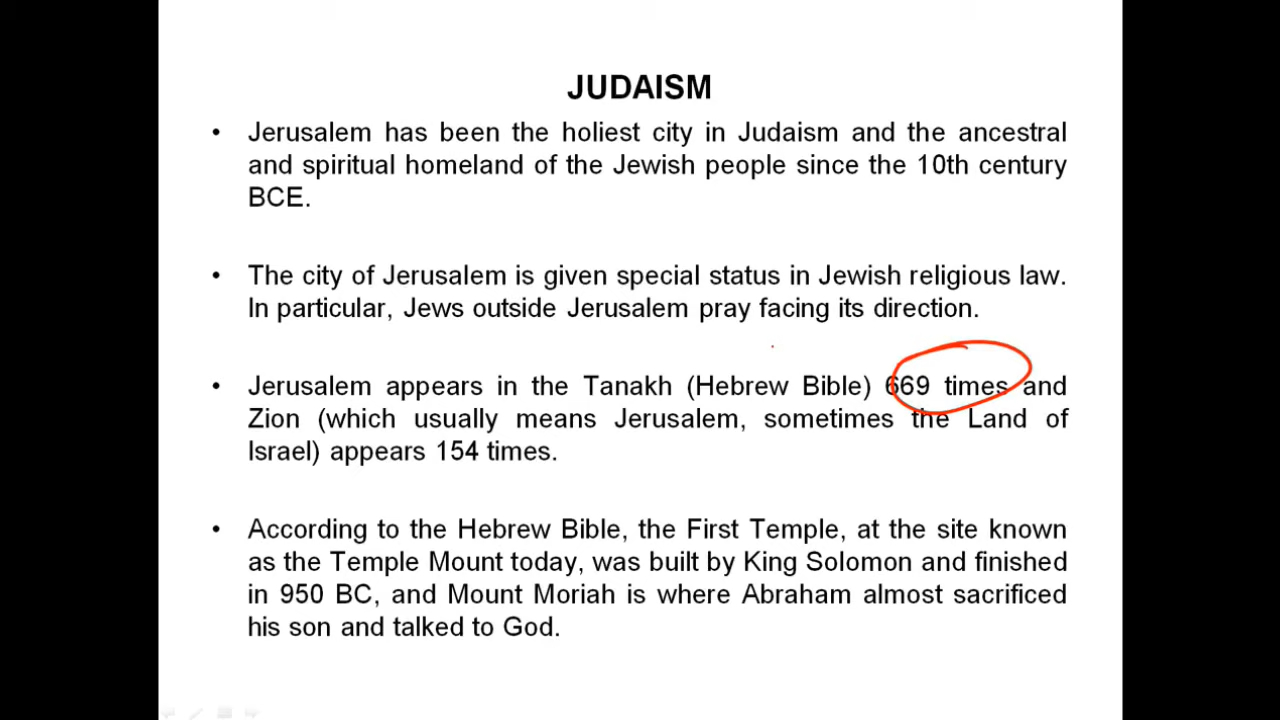 JUDAISM
• Jerusalem has been the holiest city in Judaism and the ancestral
and spiritual homeland of the Jewish people since the 10th century
BCE.
• The city of Jerusalem is given special status in Jewish religious law.
In particular, Jews outside Jerusalem pray facing its direction.
• Jerusalem appears in the Tanakh (Hebrew Bible) 669 times and
Zion (which usually means Jerusalem, sometimes the Land of
Israel) appears 154 times.
• According to the Hebrew Bible, the First Temple, at the site known
as the Temple Mount today, was built by King Solomon and finished
in 950 BC, and Mount Moriah is where Abraham almost sacrificed
his son and talked to God.